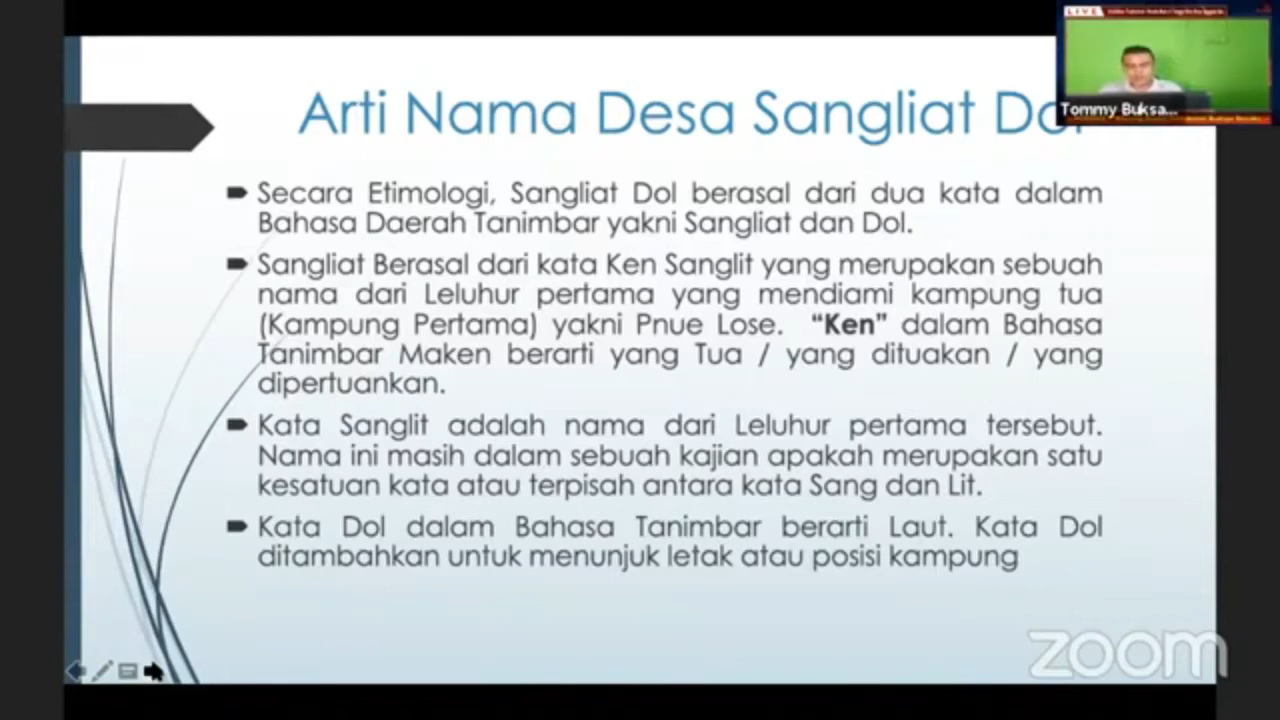 Arti Nama Desa Sangliat Dol
LIVE
Tommy Buksa...
Secara Etimologi, Sangliat Dol berasal dari dua kata dalam
Bahasa Daerah Tanimbar yakni Sangliat dan Dol.
Sangliat Berasal dari kata Ken Sanglit yang merupakan sebuah
nama dari Leluhur pertama yang mendiami kampung tua
(Kampung Pertama) yakni Pnue Lose. “Ken” dalam Bahasa
Tanimbar Maken berarti yang Tua / yang dituakan / yang
dipertuankan.
Kata Sanglit adalah nama dari Leluhur pertama tersebut.
Nama ini masih dalam sebuah kajian apakah merupakan satu
kesatuan kata atau terpisah antara kata Sang dan Lit.
Kata Dol dalam Bahasa Tanimbar berarti Laut. Kata Dol
ditambahkan untuk menunjuk letak atau posisi kampung
zoom